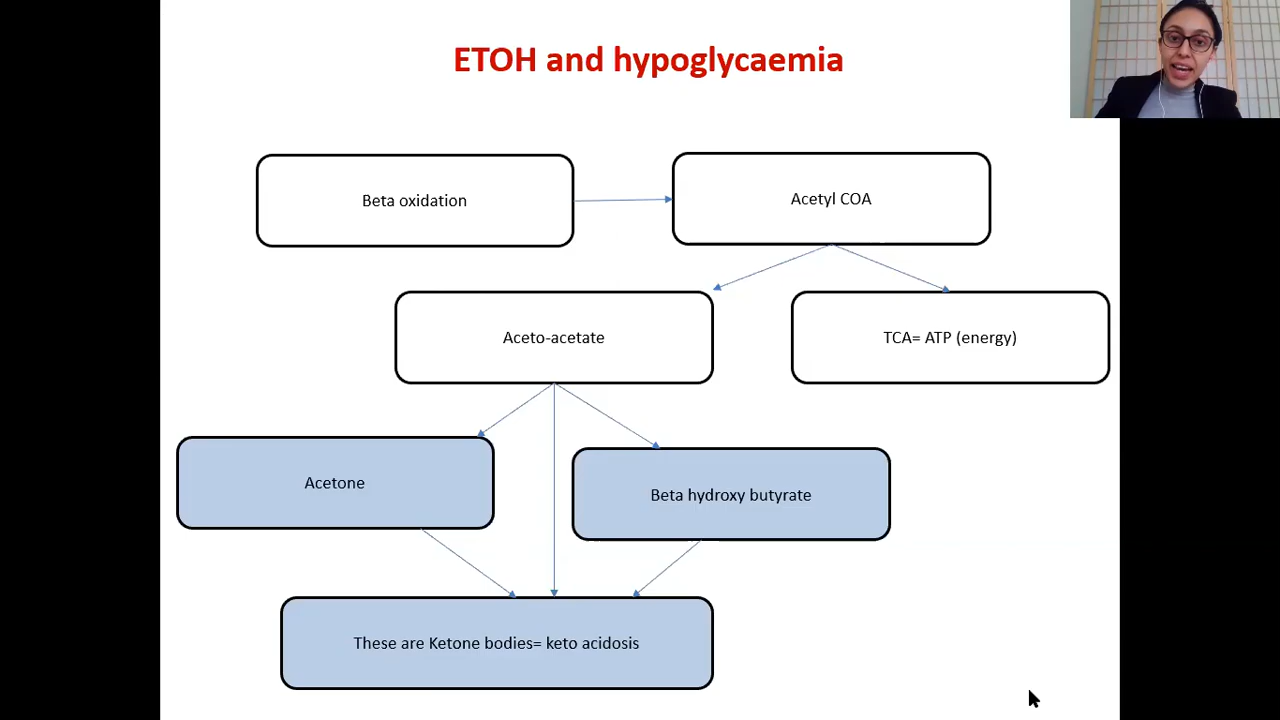 ETOH and hypoglycaemia
Beta oxidation
Acetyl COA
Aceto-acetate
TCA= ATP (energy)
Acetone
Beta hydroxy butyrate
These are Ketone bodies= keto acidosis